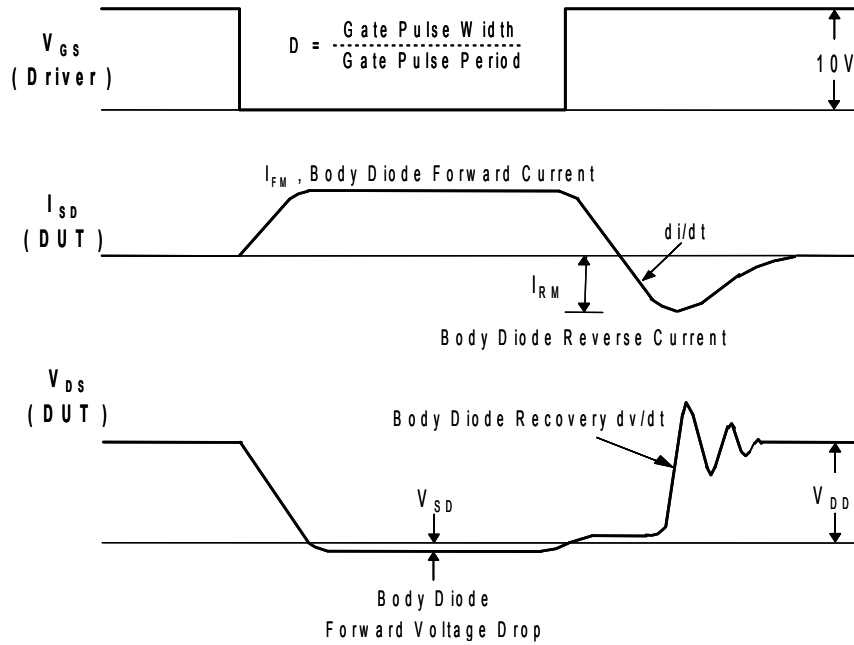 V GS
(Driver)
D = Gate Pulse Width
Gate Pulse Period
10V
I FM , Body Diode Forward Current
I SD
(DUT)
di/dt
I RM
Body Diode Reverse Current
V DS
(DUT)
Body Diode Recovery dv/dt
V SD
V DD
Body Diode
Forward Voltage Drop